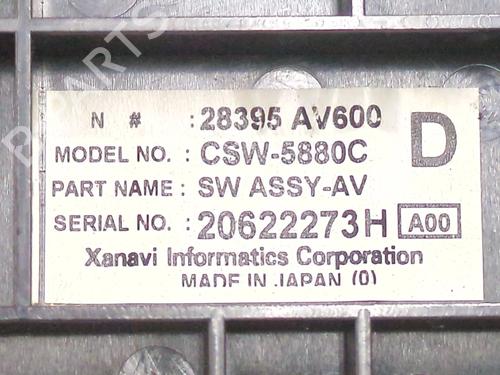 B-PARTS
N # : 28395 AV600
D
MODEL NO. : CSW-5880C
PART NAME : SW ASSY-AV
SERIAL NO. : 20622273H A00
Xanavi Informatics Corporation
MADE IN JAPAN (0)